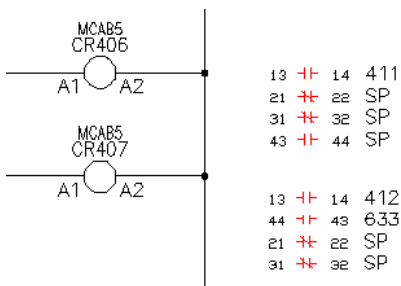 MCAB5
CR406
A1 A2
13 14 411
21 22 SP
31 32 SP
43 44 SP
MCAB5
CR407
A1 A2
13 14 412
44 43 633
21 22 SP
31 32 SP